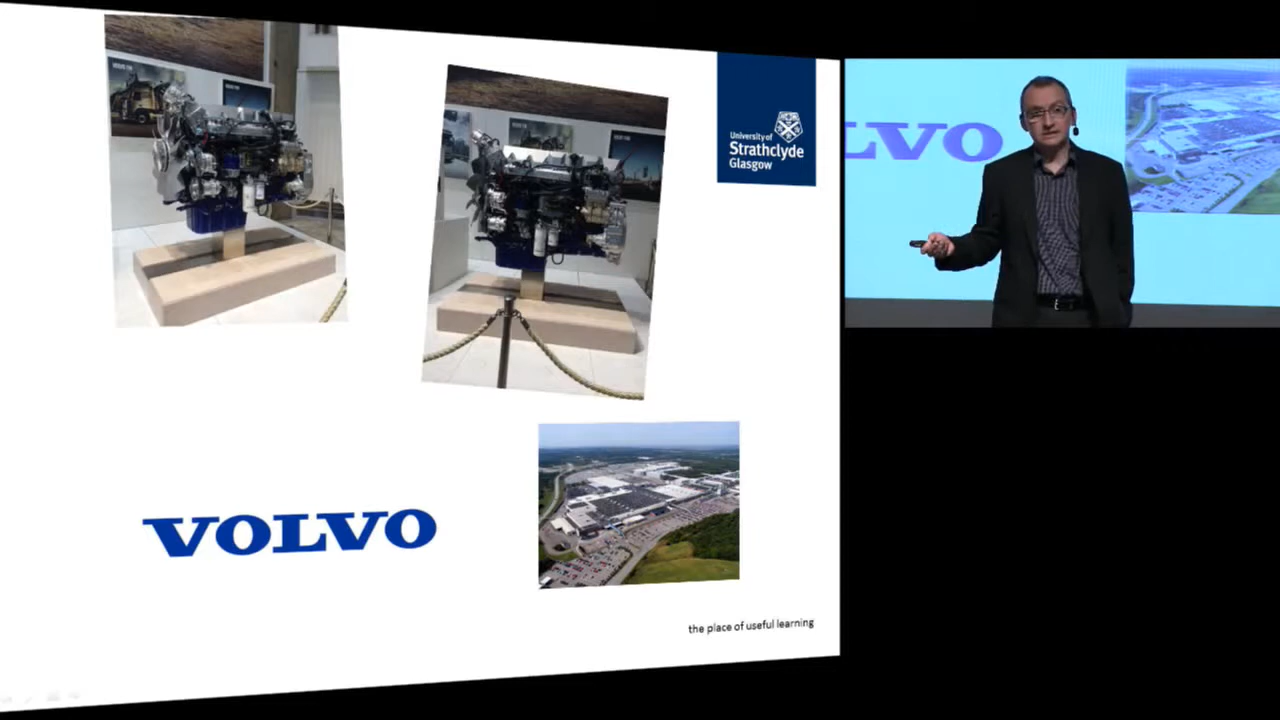 University of
Strathclyde
Glasgow
LVO
VOLVO
the place of useful learning